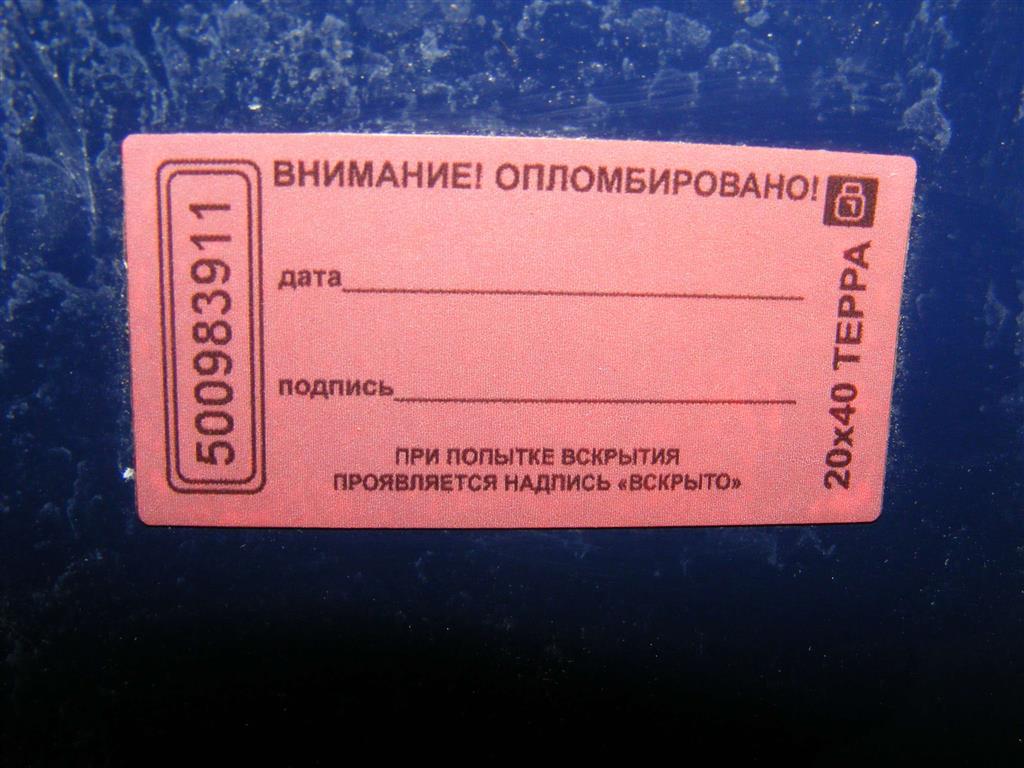 ВНИМАНИЕ! ОПЛОМБИРОВАНО!
500983911
дата
подпись
ПРИ ПОПЫТКЕ ВСКРЫТИЯ
ПРОЯВЛЯЕТСЯ НАДПИСЬ «ВСКРЫТО»
20х40 ТЕРРА